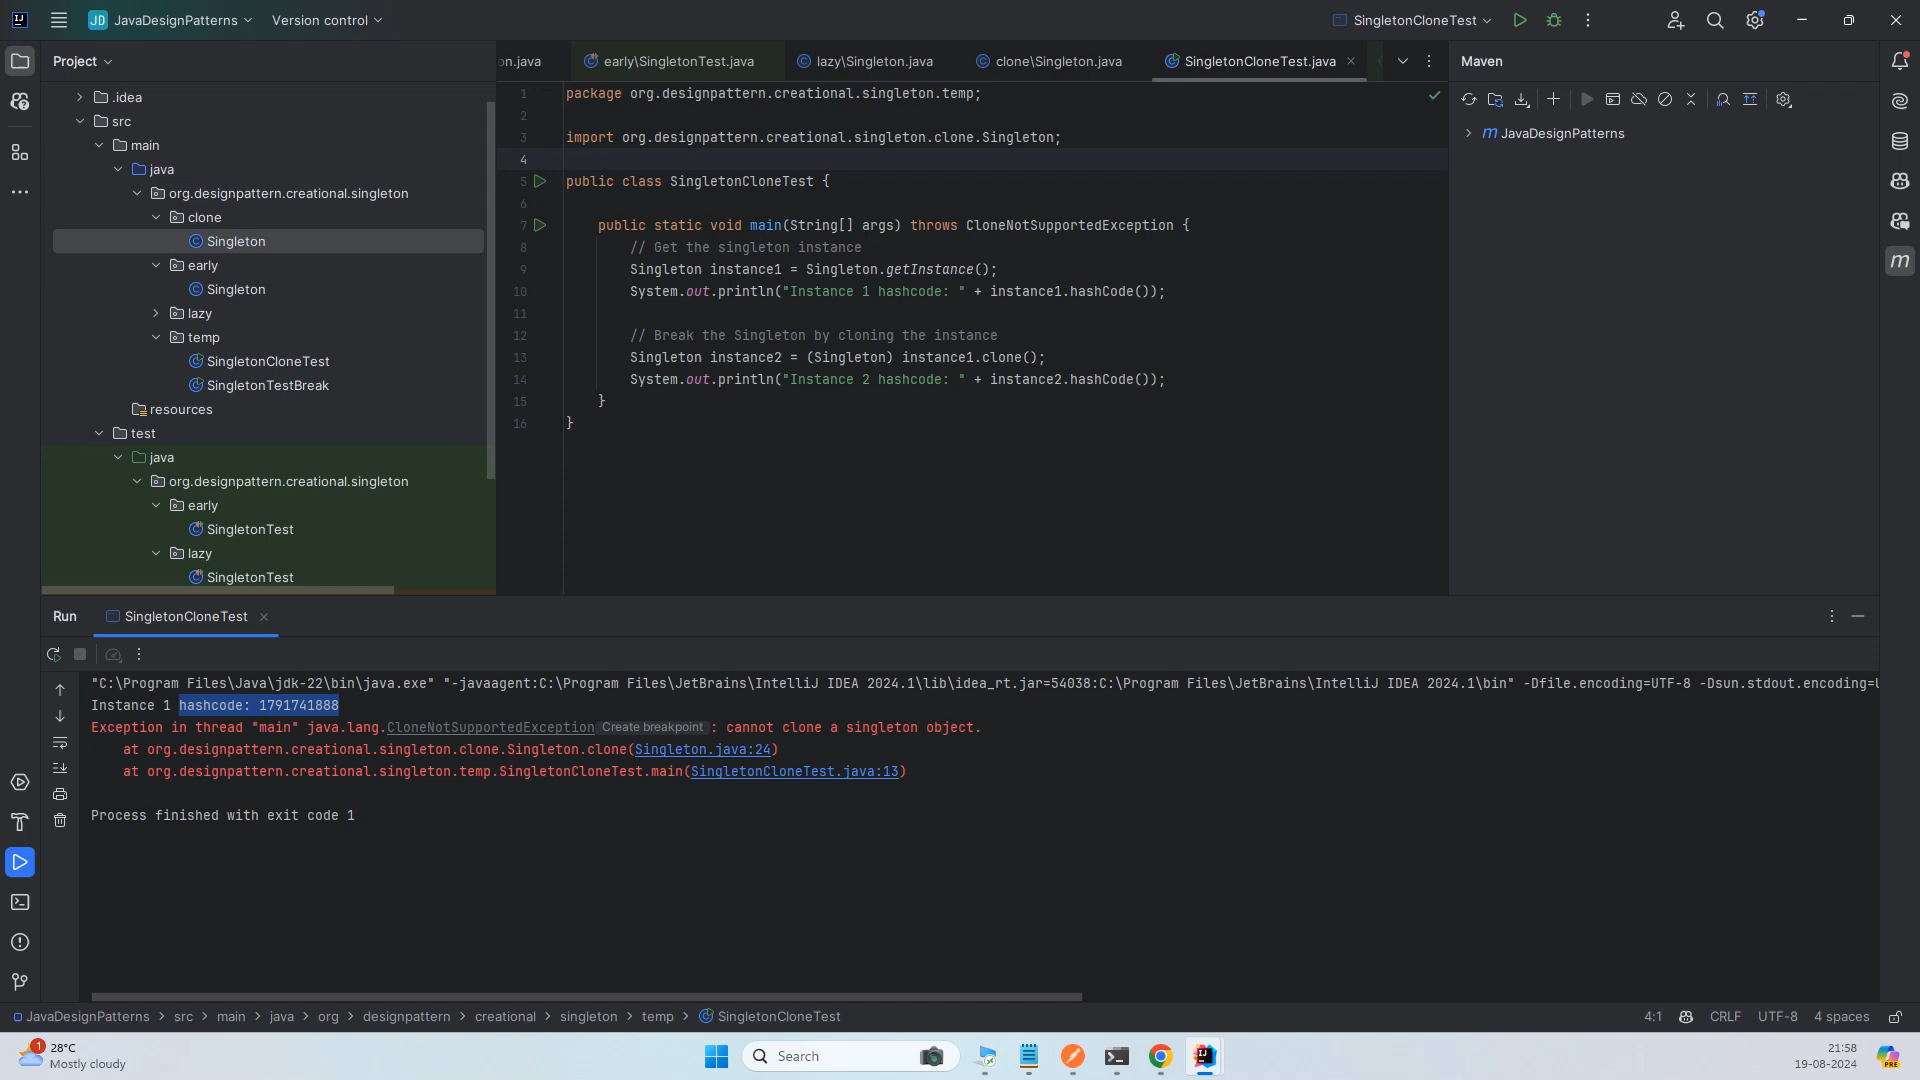 JD JavaDesignPatterns Version control SingletonCloneTest
Project
on.java early\SingletonTest.java lazy\Singleton.java clone\Singleton.java SingletonCloneTest.java
Maven
.idea
src
main
java
org.designpattern.creational.singleton
clone
Singleton
early
Singleton
lazy
temp
SingletonCloneTest
SingletonTestBreak
resources
test
java
org.designpattern.creational.singleton
early
SingletonTest
lazy
SingletonTest
1 package org.designpattern.creational.singleton.temp;
2
3 import org.designpattern.creational.singleton.clone.Singleton;
4
5 public class SingletonCloneTest {
6
7 public static void main(String[] args) throws CloneNotSupportedException {
8 // Get the singleton instance
9 Singleton instance1 = Singleton.getInstance();
10 System.out.println("Instance 1 hashcode: " + instance1.hashCode());
11
12 // Break the Singleton by cloning the instance
13 Singleton instance2 = (Singleton) instance1.clone();
14 System.out.println("Instance 2 hashcode: " + instance2.hashCode());
15 }
16 }
m JavaDesignPatterns
Run SingletonCloneTest
"C:\Program Files\Java\jdk-22\bin\java.exe" "-javaagent:C:\Program Files\JetBrains\IntelliJ IDEA 2024.1\lib\idea_rt.jar=54038:C:\Program Files\JetBrains\IntelliJ IDEA 2024.1\bin" -Dfile.encoding=UTF-8 -Dsun.stdout.encoding=
Instance 1 hashcode: 1791741888
Exception in thread "main" java.lang.CloneNotSupportedException Create breakpoint : cannot clone a singleton object.
at org.designpattern.creational.singleton.clone.Singleton.clone(Singleton.java:24)
at org.designpattern.creational.singleton.temp.SingletonCloneTest.main(SingletonCloneTest.java:13)
Process finished with exit code 1
JavaDesignPatterns > src > main > java > org > designpattern > creational > singleton > temp > SingletonCloneTest
4:1 CRLF UTF-8 4 spaces
1
28°C
Mostly cloudy
Search
21:58
19-08-2024
PRE